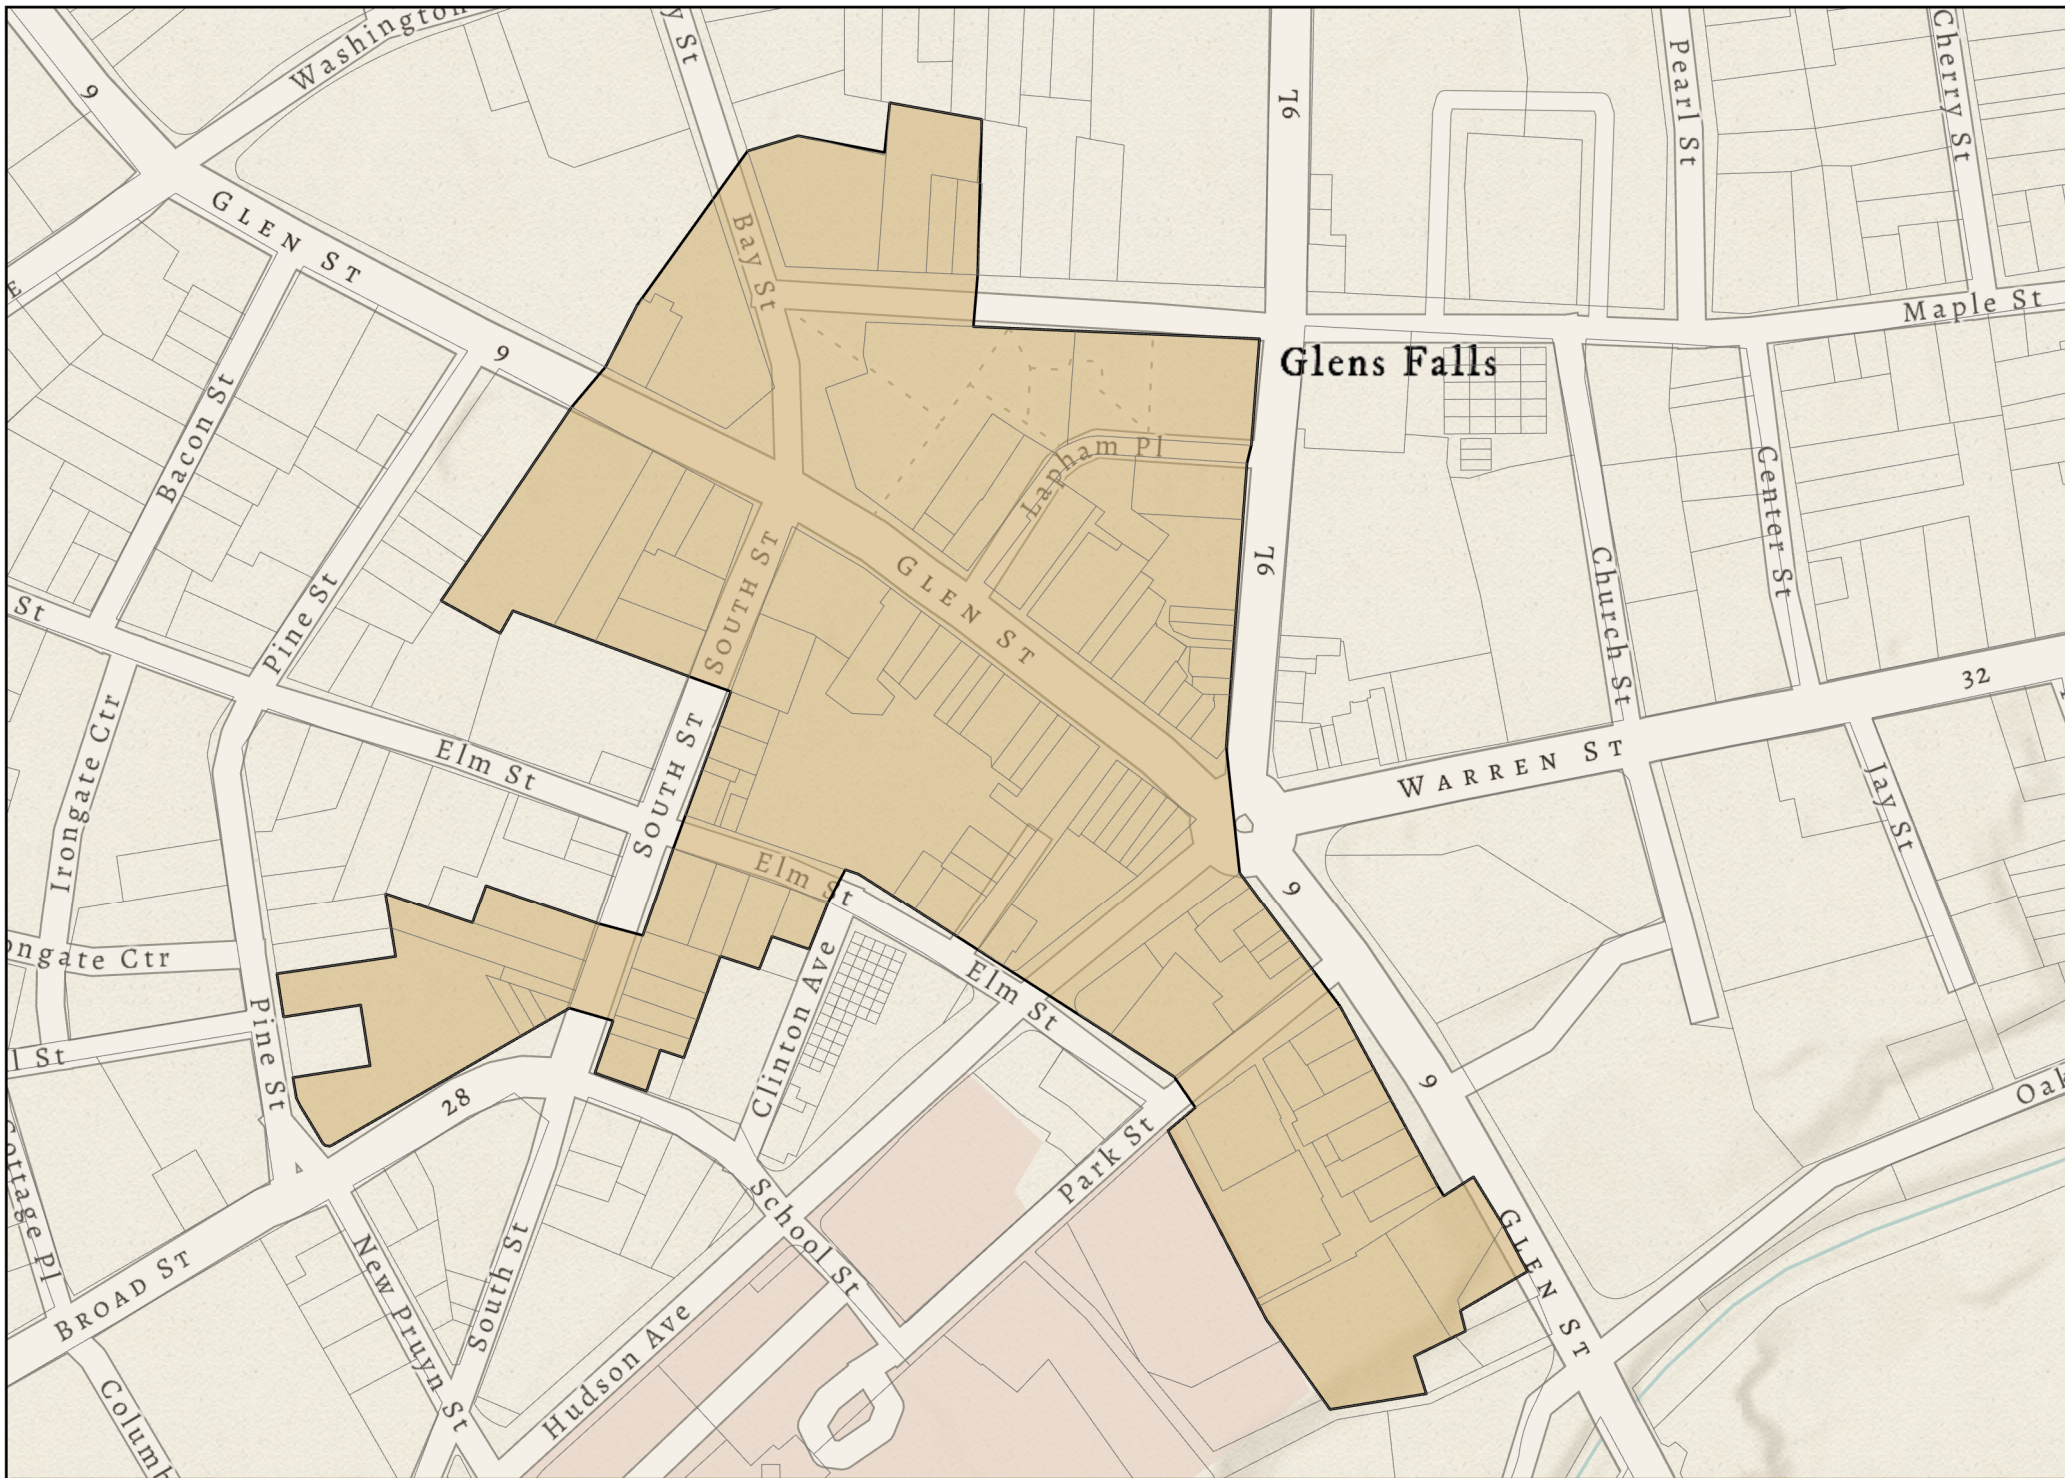 9
Washington
y St
76
Pearl St
Cherry St
GLEN ST
Bay St
E
9
Maple St
Glens Falls
Bacon St
Lapham Pl
Center St
76
SOUTH ST
GLEN ST
Church St
St
Pine St
32
Irongate Ctr
Elm St
SOUTH ST
WARREN ST
Jay St
Elm St
9
ongate Ctr
Clinton Ave
Elm St
Pine St
l St
28
9
Oak
Cottage Pl
Park St
School St
GLEN ST
BROAD ST
New Pruyn St
South St
Hudson Ave
Columb